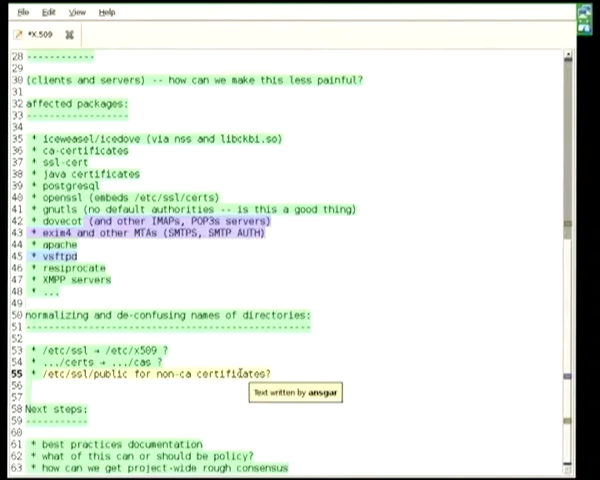 File Edit View Help
*X.509
28 ------------
29
30 (clients and servers) -- how can we make this less painful?
31
32 affected packages:
33 ------------------
34
35 * iceweasel/icedove (via nss and libckbi.so)
36 * ca-certificates
37 * ssl-cert
38 * java certificates
39 * postgresql
40 * openssl (embeds /etc/ssl/certs)
41 * gnutls (no default authorities -- is this a good thing)
42 * dovecot (and other IMAPs, POP3s servers)
43 * exim4 and other MTAs (SMTPS, SMTP AUTH)
44 * apache
45 * vsftpd
46 * resiprocate
47 * XMPP servers
48 * ...
49
50 normalizing and de-confusing names of directories:
51 --------------------------------------------------
52
53 * /etc/ssl → /etc/x509 ?
54 * .../certs → .../cas ?
55 * /etc/ssl/public for non-ca certificates?
56
Text written by ansgar
57
58 Next steps:
59 -----------
60
61 * best practices documentation
62 * what of this can or should be policy?
63 * how can we get project-wide rough consensus